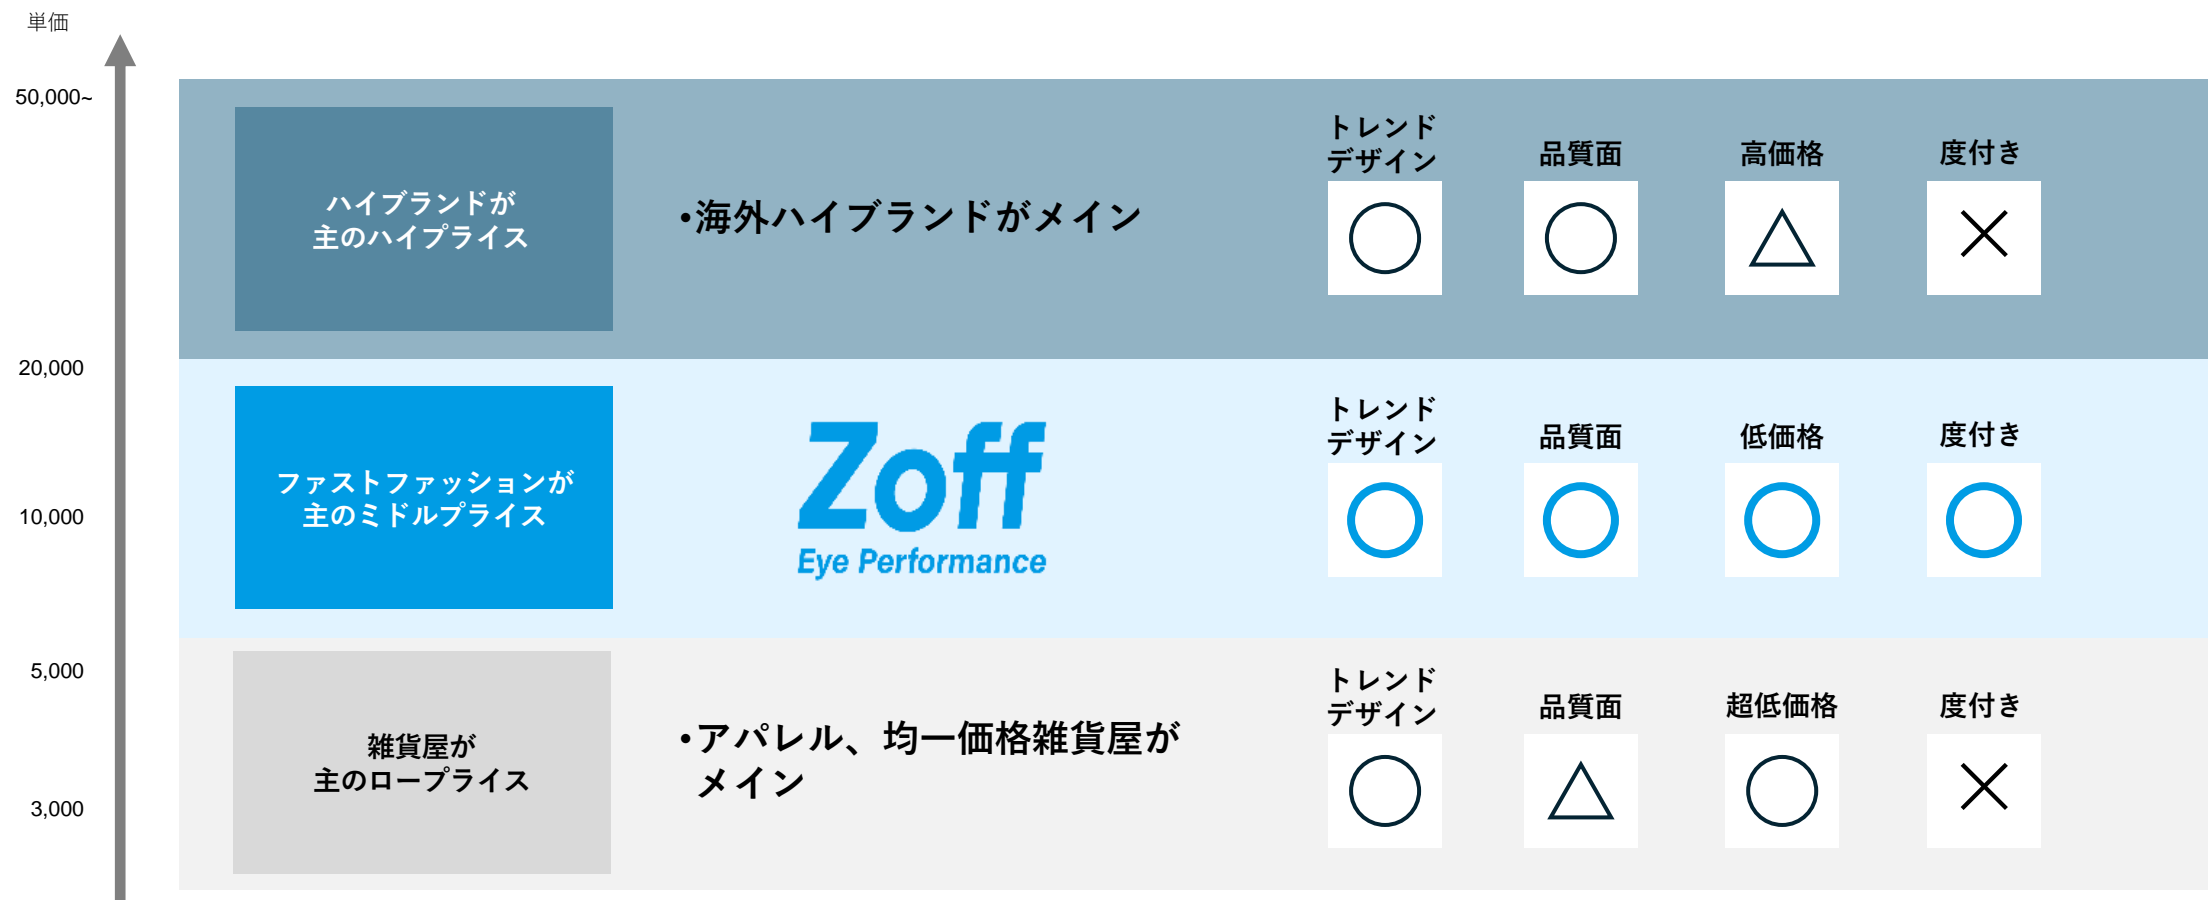 単価
50,000~
ハイブランドが
主のハイプライス
•海外ハイブランドがメイン
トレンド
デザイン
品質面
高価格
度付き
20,000
ファストファッションが
主のミドルプライス
Zoff
Eye Performance
トレンド
デザイン
品質面
低価格
度付き
10,000
5,000
雑貨屋が
主のロープライス
•アパレル、均一価格雑貨屋が
メイン
トレンド
デザイン
品質面
超低価格
度付き
3,000